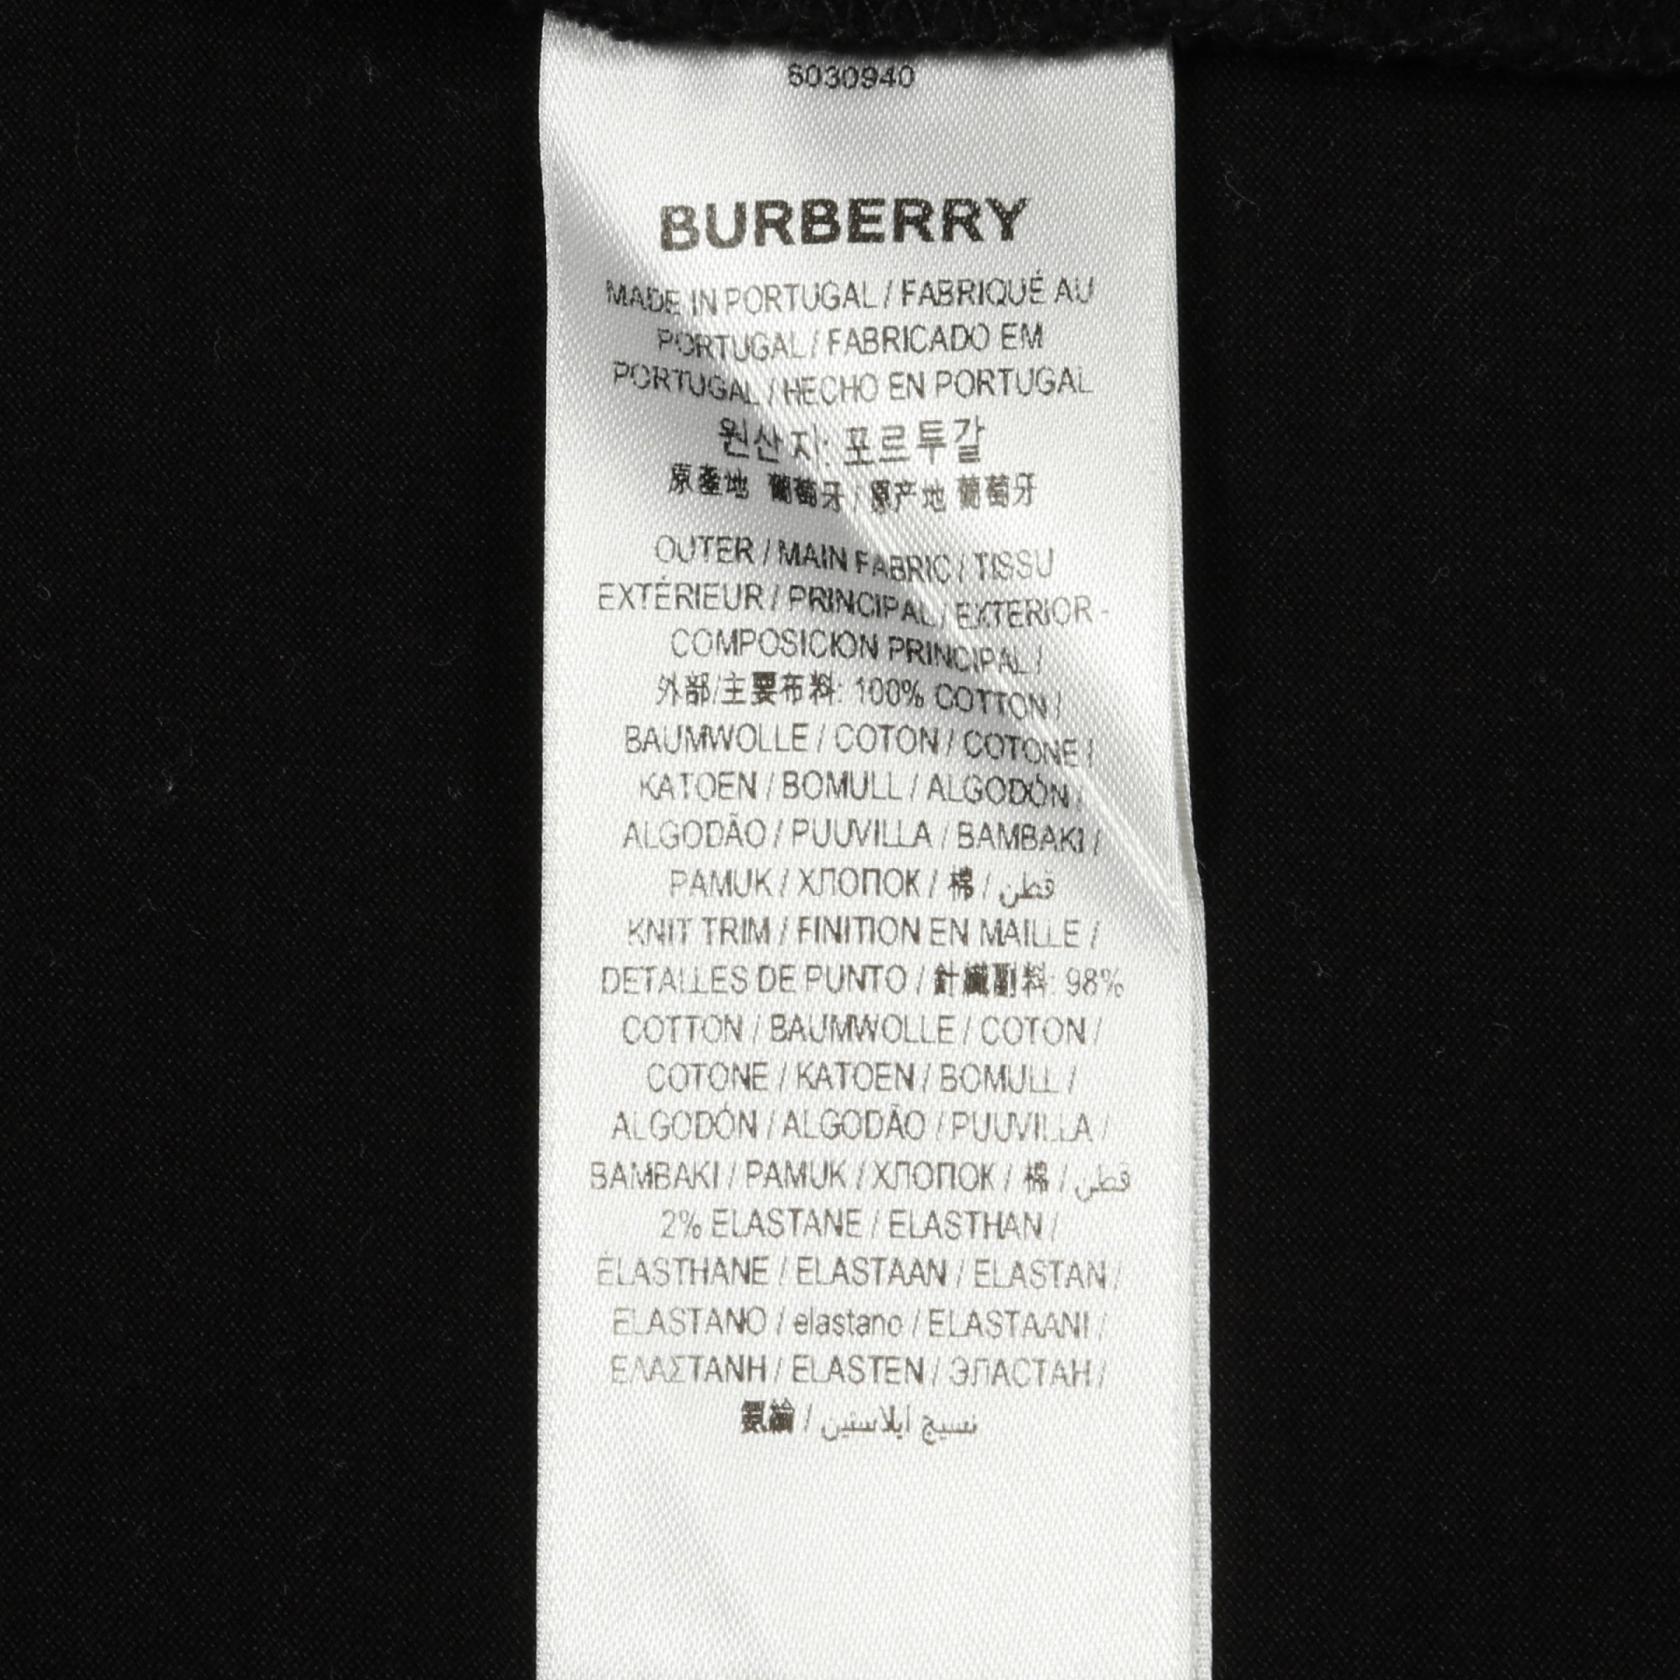 6030940
BURBERRY
MADE IN PORTUGAL / FABRIQUÉ AU
PORTUGAL / FABRICADO EM
PORTUGAL / HECHO EN PORTUGAL
원산지: 포르투갈
原產地 葡萄牙 / 原产地 葡萄牙
OUTER / MAIN FABRIC / TISSU
EXTÉRIEUR / PRINCIPAL / EXTERIOR -
COMPOSICION PRINCIPAL /
外部/主要布料: 100% COTTON /
BAUMWOLLE / COTON / COTONE /
KATOEN / BOMULL / ALGODÓN /
ALGODÃO / PUUVILLA / BAMBAKI /
PAMUK / ХЛОПОК / 棉 / قطن
KNIT TRIM / FINITION EN MAILLE /
DETALLES DE PUNTO / 針織副料: 98%
COTTON / BAUMWOLLE / COTON /
COTONE / KATOEN / BOMULL /
ALGODÓN / ALGODÃO / PUUVILLA /
BAMBAKI / PAMUK / ХЛОПОК / 棉 / قطن
2% ELASTANE / ELASTHAN /
ÉLASTHANE / ELASTAAN / ELASTAN /
ELASTANO / elastano / ELASTAANI /
ΕΛΑΣΤΑΝΗ / ELASTEN / ЭЛАСТАН /
氨綸 / نسيج ايلاستين